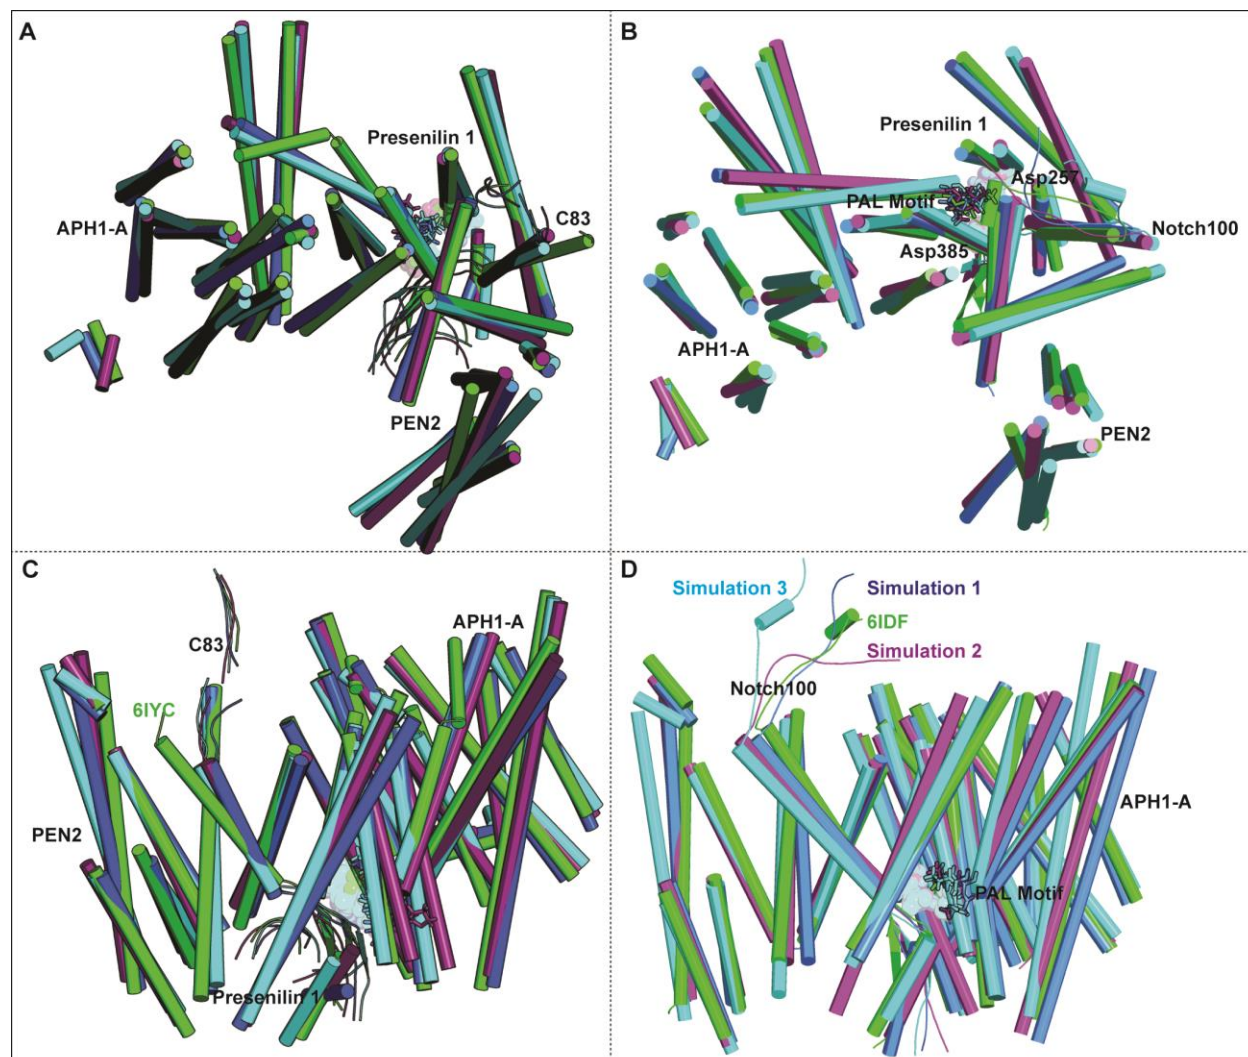 A
Presenilin 1
APH1-A
C83
PEN2
B
Presenilin 1
Asp257
PAL Motif
Notch100
Asp385
APH1-A
PEN2
C
C83
APH1-A
6IYC
PEN2
Presenilin 1
D
Simulation 3
Simulation 1
6IDF
Simulation 2
Notch100
APH1-A
PAL Motif